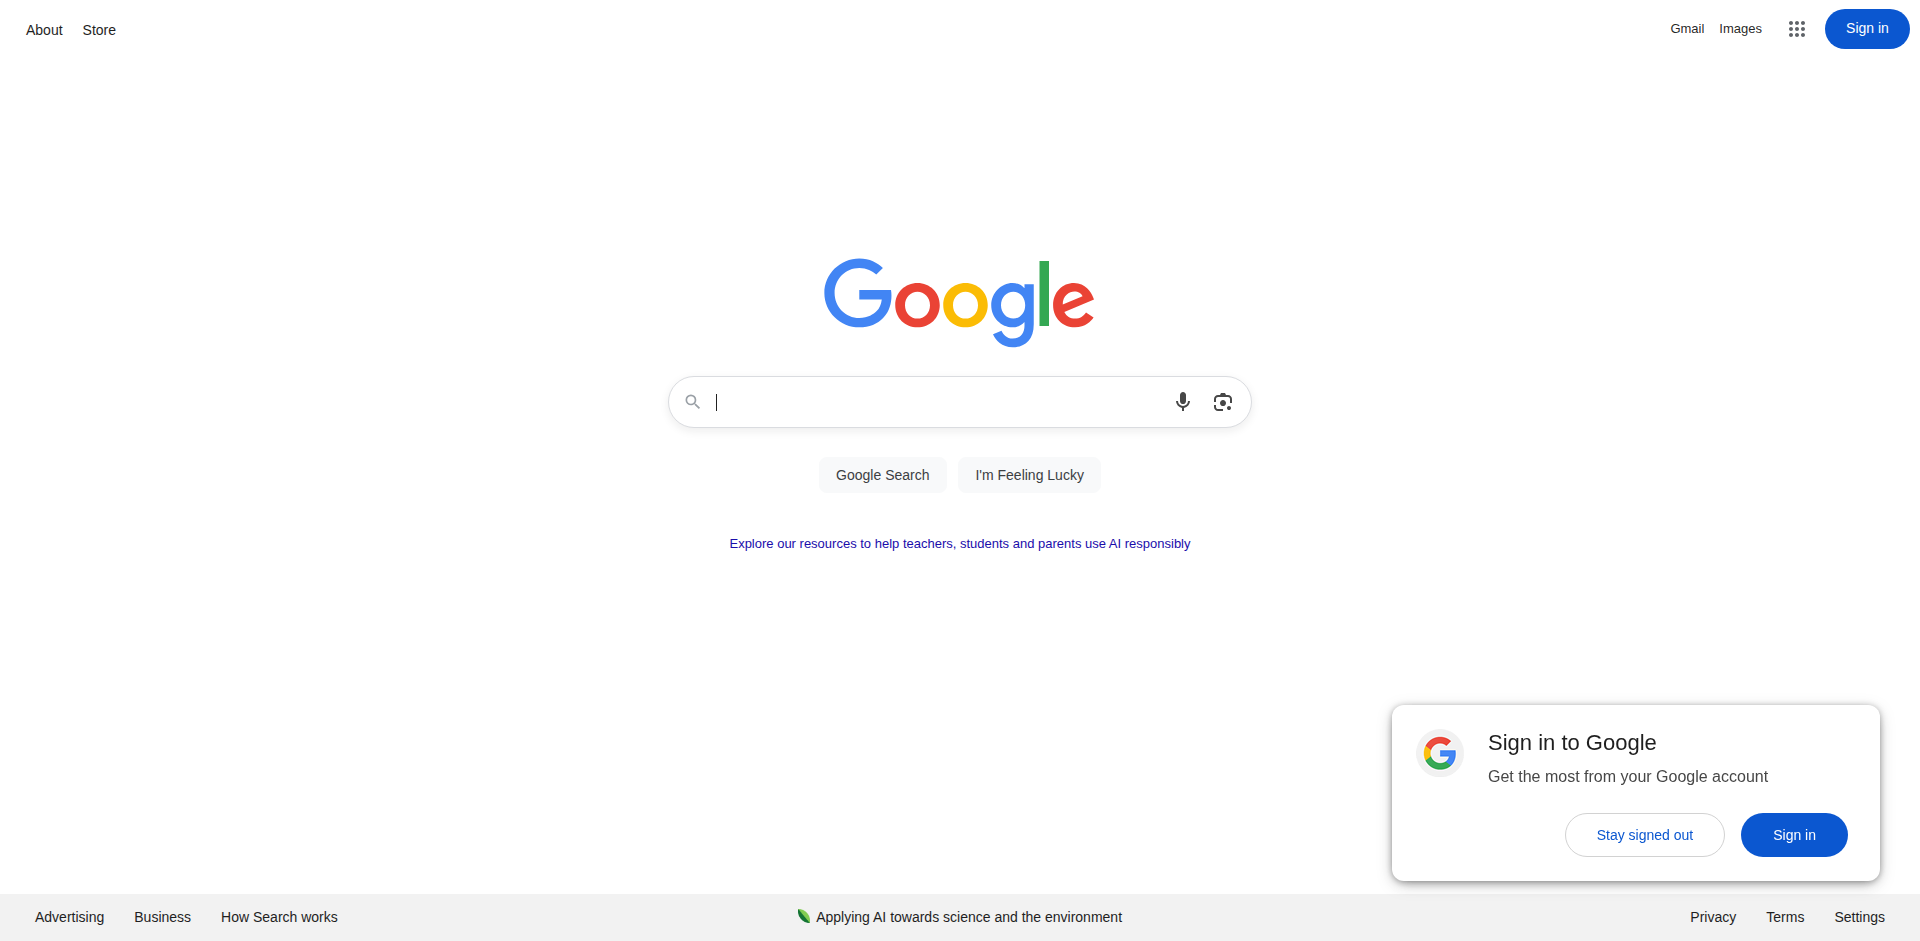 About Store
Gmail Images Sign in
Google
Google Search I'm Feeling Lucky
Explore our resources to help teachers, students and parents use AI responsibly
Sign in to Google
Get the most from your Google account
Stay signed out Sign in
Advertising Business How Search works
Applying AI towards science and the environment
Privacy Terms Settings